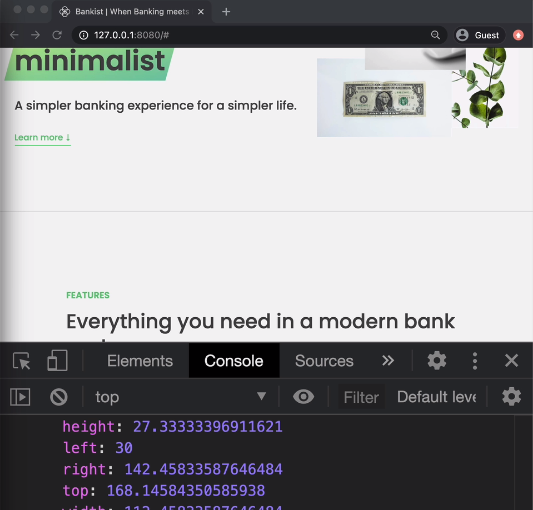 Bankist | When Banking meets
127.0.0.1:8080/#
Guest
minimalist
A simpler banking experience for a simpler life.
Learn more ↓
FEATURES
Everything you need in a modern bank
Elements
Console
Sources
»
top
Filter
Default leve
height: 27.33333396911621
left: 30
right: 142.45833587646484
top: 168.14584350585938
width: 112.45833587646484